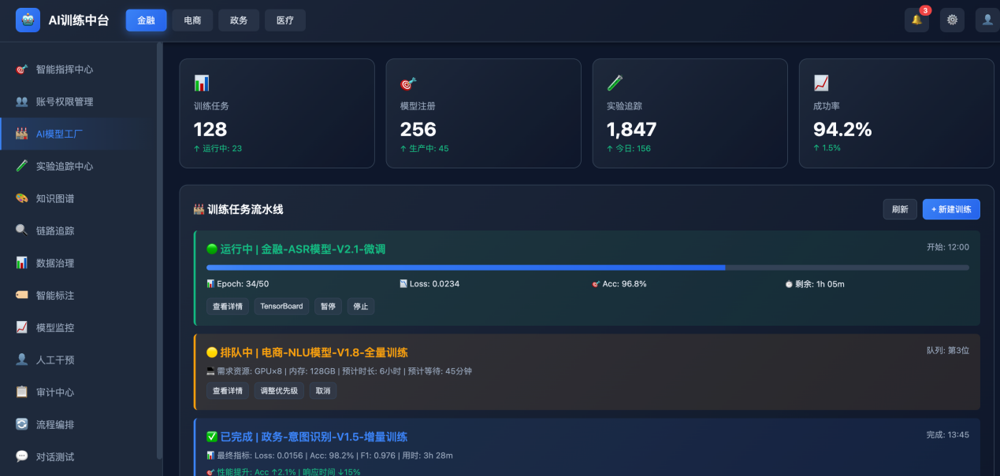 AI训练中台
金融
电商
政务
医疗
3
智能指挥中心
账号权限管理
AI模型工厂
实验追踪中心
知识图谱
链路追踪
数据治理
智能标注
模型监控
人工干预
审计中心
流程编排
对话测试
训练任务
128
↑ 运行中: 23
模型注册
256
↑ 生产中: 45
实验追踪
1,847
↑ 今日: 156
成功率
94.2%
↑ 1.5%
训练任务流水线
刷新
+ 新建训练
运行中 | 金融-ASR模型-V2.1-微调
开始: 12:00
Epoch: 34/50
Loss: 0.0234
Acc: 96.8%
剩余: 1h 05m
查看详情
TensorBoard
暂停
停止
排队中 | 电商-NLU模型-V1.8-全量训练
队列: 第3位
需求资源: GPU×8 | 内存: 128GB | 预计时长: 6小时 | 预计等待: 45分钟
查看详情
调整优先级
取消
已完成 | 政务-意图识别-V1.5-增量训练
完成: 13:45
最终指标: Loss: 0.0156 | Acc: 98.2% | F1: 0.976 | 用时: 3h 28m
性能提升: Acc ↑2.1% | 响应时间 ↓15%